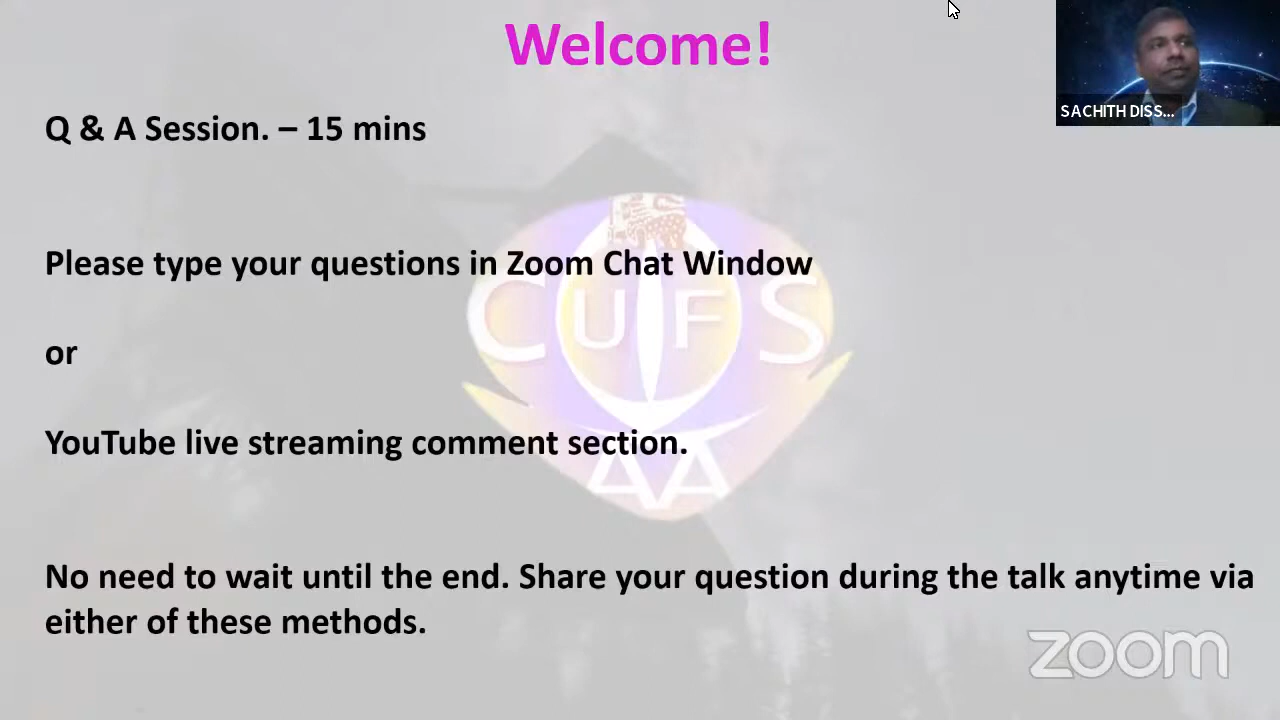 Welcome!
SACHITH DISS...
Q & A Session. – 15 mins
Please type your questions in Zoom Chat Window
CUFS
or
YouTube live streaming comment section.
AA
No need to wait until the end. Share your question during the talk anytime via
either of these methods.
zoom